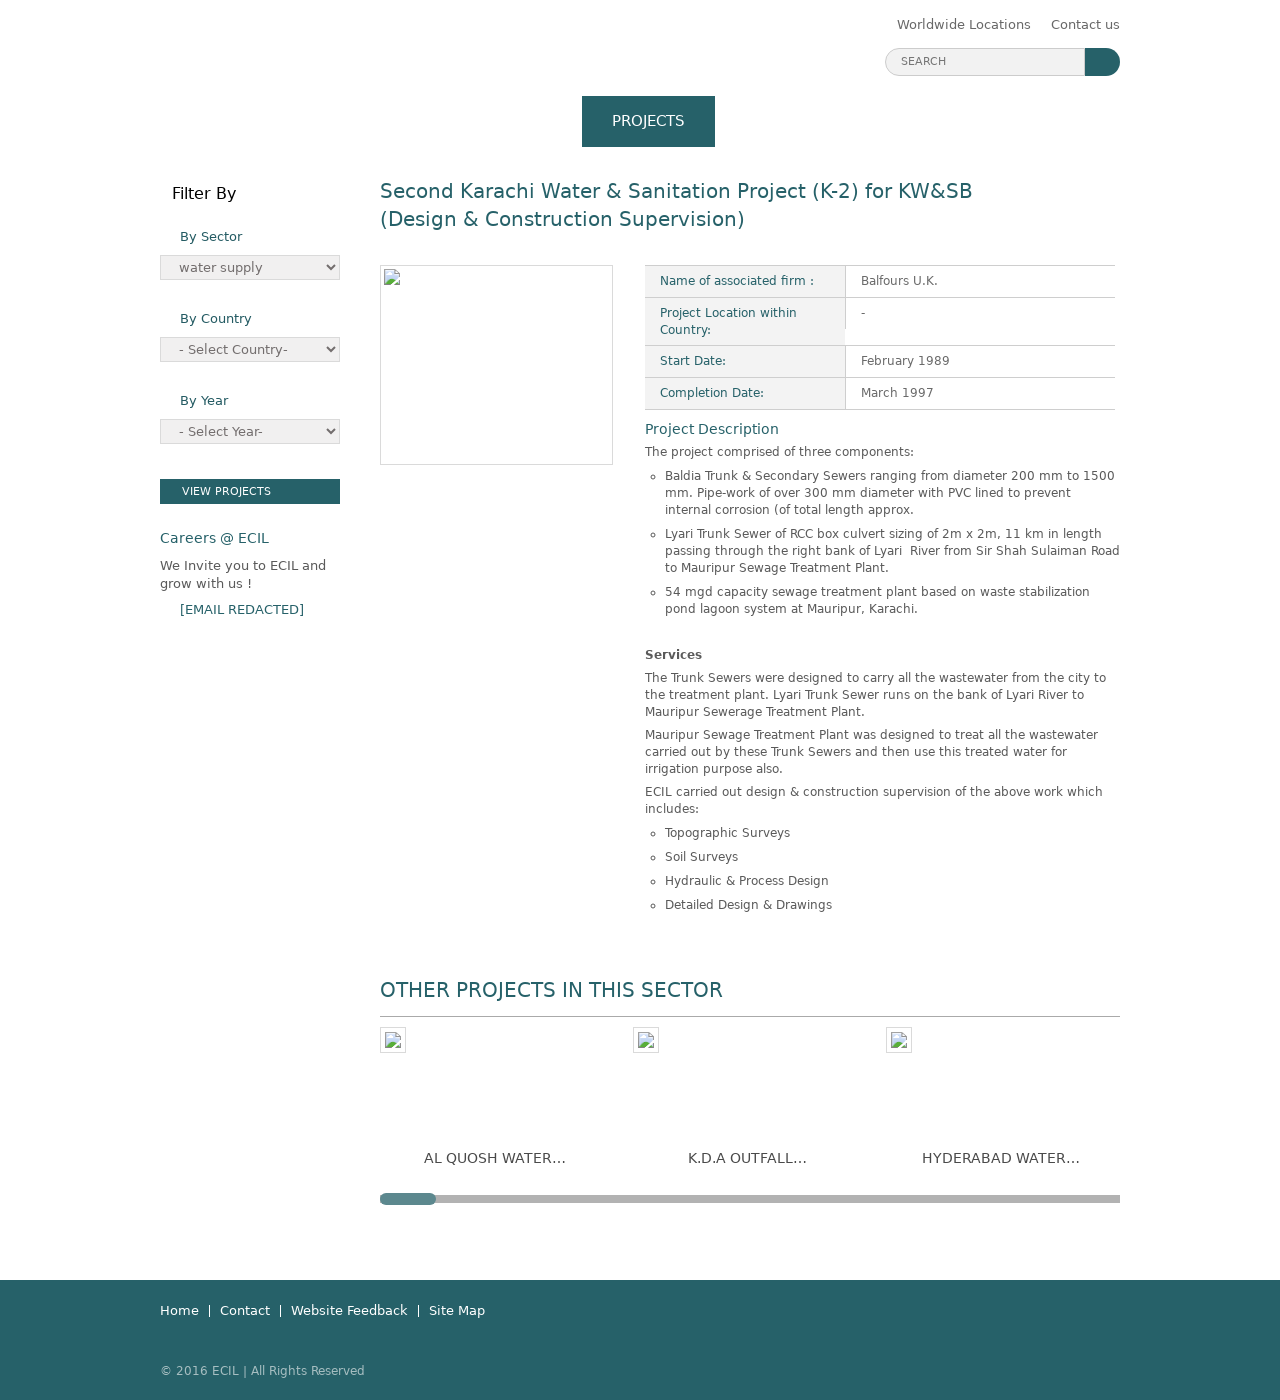 Worldwide Locations Contact us
SEARCH
PROJECTS
Filter By
By Sector
water supply
By Country
- Select Country-
By Year
- Select Year-
VIEW PROJECTS
Careers @ ECIL
We Invite you to ECIL and
grow with us !
[EMAIL REDACTED]
Second Karachi Water & Sanitation Project (K-2) for KW&SB
(Design & Construction Supervision)
Name of associated firm : Balfours U.K.
Project Location within
Country: -
Start Date: February 1989
Completion Date: March 1997
Project Description
The project comprised of three components:
Baldia Trunk & Secondary Sewers ranging from diameter 200 mm to 1500
mm. Pipe-work of over 300 mm diameter with PVC lined to prevent
internal corrosion (of total length approx.
Lyari Trunk Sewer of RCC box culvert sizing of 2m x 2m, 11 km in length
passing through the right bank of Lyari  River from Sir Shah Sulaiman Road
to Mauripur Sewage Treatment Plant.
54 mgd capacity sewage treatment plant based on waste stabilization
pond lagoon system at Mauripur, Karachi.
Services
The Trunk Sewers were designed to carry all the wastewater from the city to
the treatment plant. Lyari Trunk Sewer runs on the bank of Lyari River to
Mauripur Sewerage Treatment Plant.
Mauripur Sewage Treatment Plant was designed to treat all the wastewater
carried out by these Trunk Sewers and then use this treated water for
irrigation purpose also.
ECIL carried out design & construction supervision of the above work which
includes:
Topographic Surveys
Soil Surveys
Hydraulic & Process Design
Detailed Design & Drawings
OTHER PROJECTS IN THIS SECTOR
AL QUOSH WATER... K.D.A OUTFALL... HYDERABAD WATER...
Home | Contact | Website Feedback | Site Map
© 2016 ECIL | All Rights Reserved